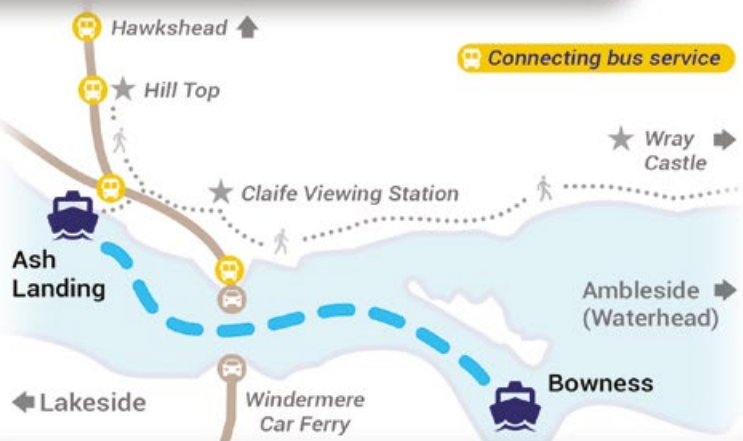 Hawkshead
Connecting bus service
Hill Top
Wray
Castle
Claife Viewing Station
Ash
Landing
Ambleside
(Waterhead)
Bowness
Lakeside
Windermere
Car Ferry